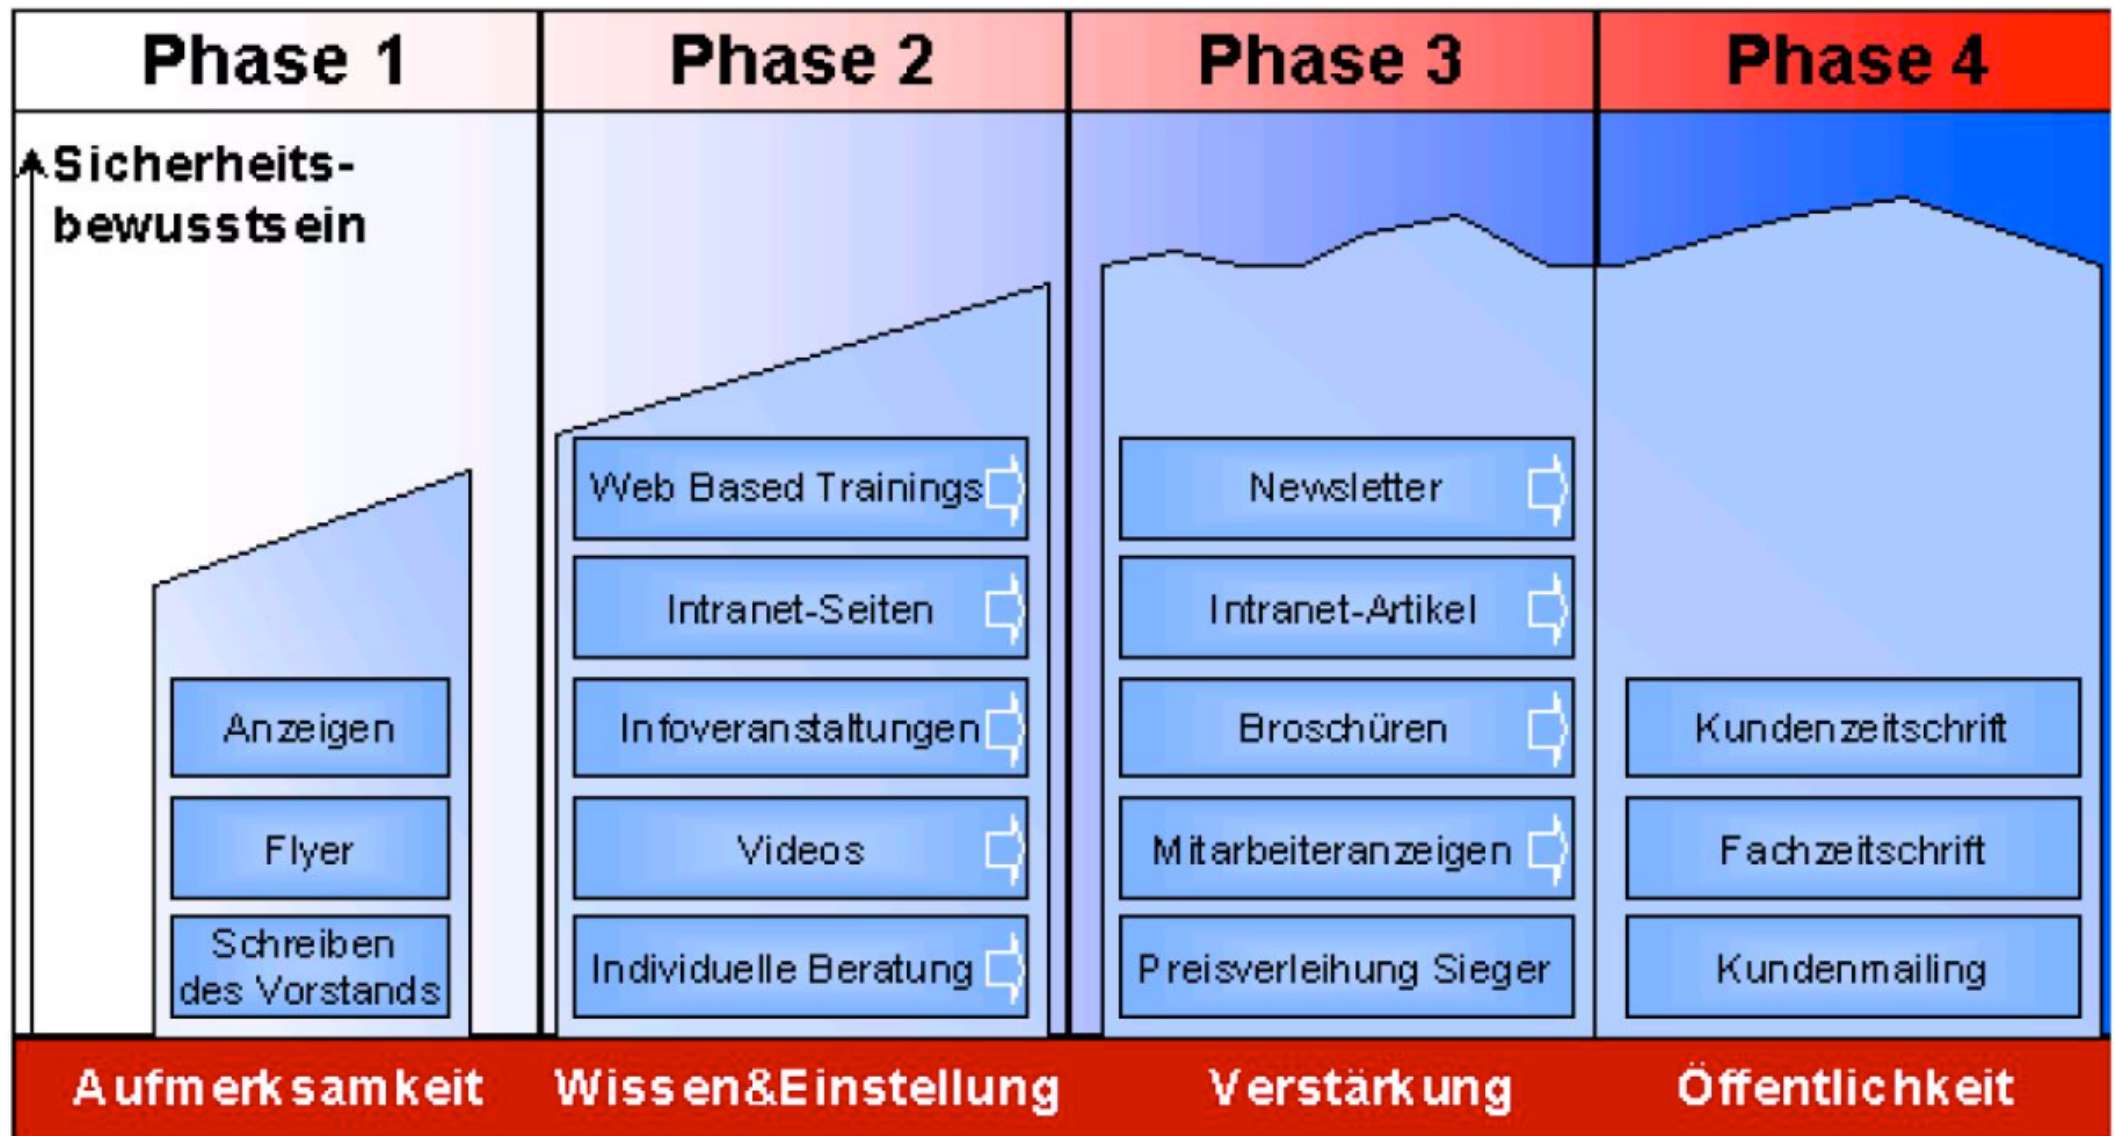 Phase 1
Phase 2
Phase 3
Phase 4
Sicherheits-
bewusstsein
Anzeigen
Flyer
Schreiben
des Vorstands
Web Based Trainings
Intranet-Seiten
Infoveranstaltungen
Videos
Individuelle Beratung
Newsletter
Intranet-Artikel
Broschüren
Mitarbeiteranzeigen
Preisverleihung Sieger
Kundenzeitschrift
Fachzeitschrift
Kundenmailing
Aufmerksamkeit
Wissen&Einstellung
Verstärkung
Öffentlichkeit